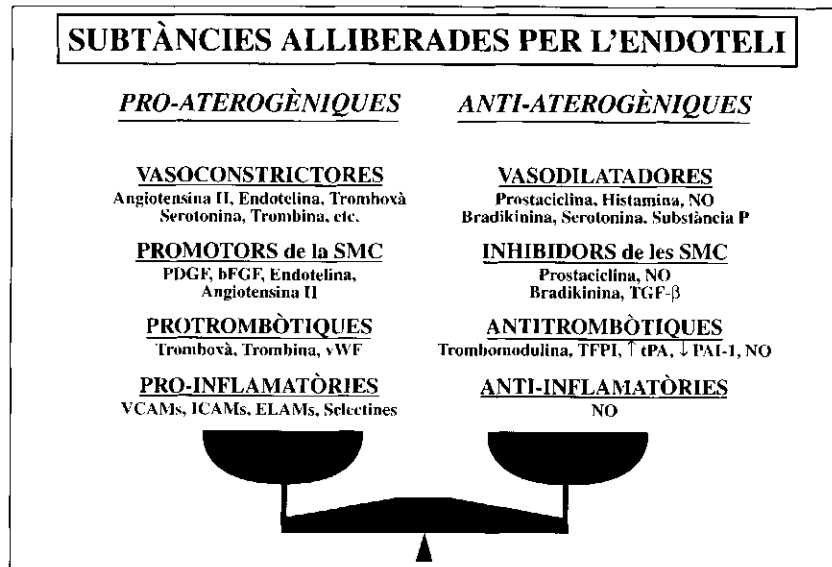 SUBTÀNCIES ALLIBERADES PER L'ENDOTELI
PRO-ATEROGÈNIQUES
VASOCONSTRICTORES
Angiotensina II, Endotelina, Tromboxà
Serotonina, Trombina, etc.
PROMOTORS de la SMC
PDGF, bFGF, Endotelina,
Angiotensina II
PROTROMBÒTIQUES
Tromboxà, Trombina, vWF
PRO-INFLAMATÒRIES
VCAMs, ICAMs, ELAMs, Selectines
ANTI-ATEROGÈNIQUES
VASODILATADORES
Prostaciclina, Histamina, NO
Bradikinina, Serotonina, Substància P
INHIBIDORS de les SMC
Prostaciclina, NO
Bradikinina, TGF-β
ANTITROMBÒTIQUES
Trombomodulina, TFPI, ↑ tPA, ↓ PAI-1, NO
ANTI-INFLAMATÒRIES
NO